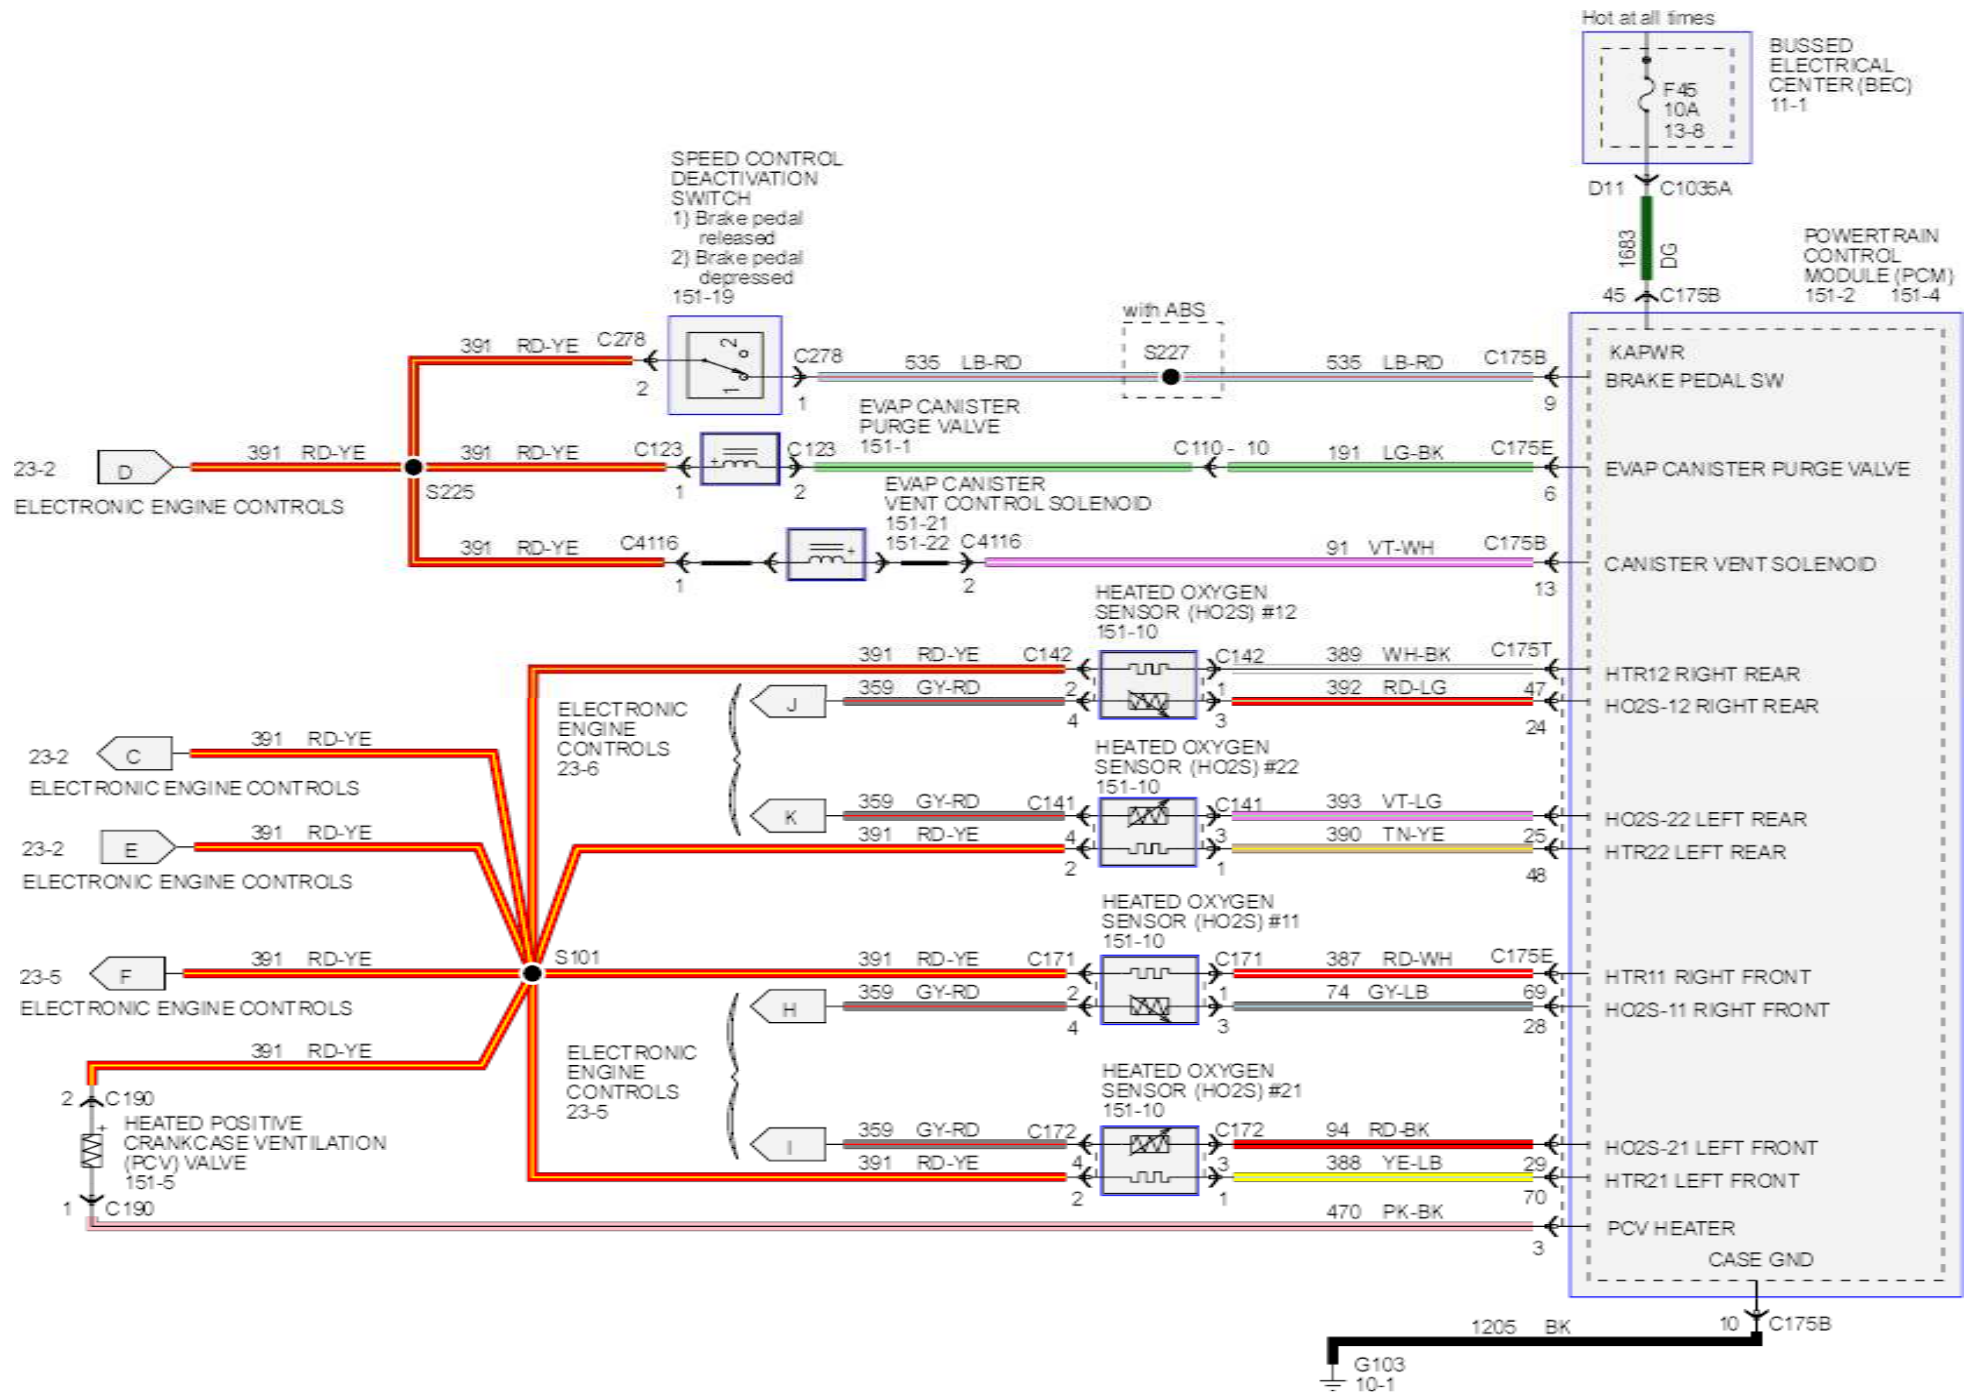 Hot at all times
BUSSED
ELECTRICAL
CENTER (BEC)
11-1
F45
10A
13-8
D11
C1035A
1683
DG
45
C175B
POWERTRAIN
CONTROL
MODULE (PCM)
151-2 151-4
SPEED CONTROL
DEACTIVATION
SWITCH
1) Brake pedal
released
2) Brake pedal
depressed
151-19
with ABS
S227
391 RD-YE
C278
2
2
1
C278
1
535 LB-RD
535 LB-RD
C175B
9
KAPWR
BRAKE PEDAL SW
EVAP CANISTER
PURGE VALVE
151-1
23-2
D
391 RD-YE
ELECTRONIC ENGINE CONTROLS
S225
391 RD-YE
C123
1
+
C123
2
C110 - 10
191 LG-BK
C175E
6
EVAP CANISTER PURGE VALVE
EVAP CANISTER
VENT CONTROL SOLENOID
151-21
151-22
391 RD-YE
C4116
1
+
C4116
2
91 VT-WH
C175B
13
CANISTER VENT SOLENOID
HEATED OXYGEN
SENSOR (HO2S) #12
151-10
391 RD-YE
C142
2
C142
1
389 WH-BK
C175T
47
HTR12 RIGHT REAR
J
359 GY-RD
4
3
392 RD-LG
24
HO2S-12 RIGHT REAR
ELECTRONIC
ENGINE
CONTROLS
23-6
HEATED OXYGEN
SENSOR (HO2S) #22
151-10
23-2
C
391 RD-YE
ELECTRONIC ENGINE CONTROLS
K
359 GY-RD
C141
4
C141
3
393 VT-LG
25
HO2S-22 LEFT REAR
391 RD-YE
2
1
390 TN-YE
48
HTR22 LEFT REAR
23-2
E
391 RD-YE
ELECTRONIC ENGINE CONTROLS
HEATED OXYGEN
SENSOR (HO2S) #11
151-10
23-5
F
391 RD-YE
ELECTRONIC ENGINE CONTROLS
S101
391 RD-YE
C171
2
C171
1
387 RD-WH
C175E
69
HTR11 RIGHT FRONT
H
359 GY-RD
4
3
74 GY-LB
28
HO2S-11 RIGHT FRONT
391 RD-YE
ELECTRONIC
ENGINE
CONTROLS
23-5
HEATED OXYGEN
SENSOR (HO2S) #21
151-10
2
C190
+
HEATED POSITIVE
CRANKCASE VENTILATION
(PCV) VALVE
151-5
1
C190
I
359 GY-RD
C172
4
C172
3
94 RD-BK
29
HO2S-21 LEFT FRONT
391 RD-YE
2
1
388 YE-LB
70
HTR21 LEFT FRONT
470 PK-BK
3
PCV HEATER
CASE GND
10
C175B
1205 BK
G103
10-1